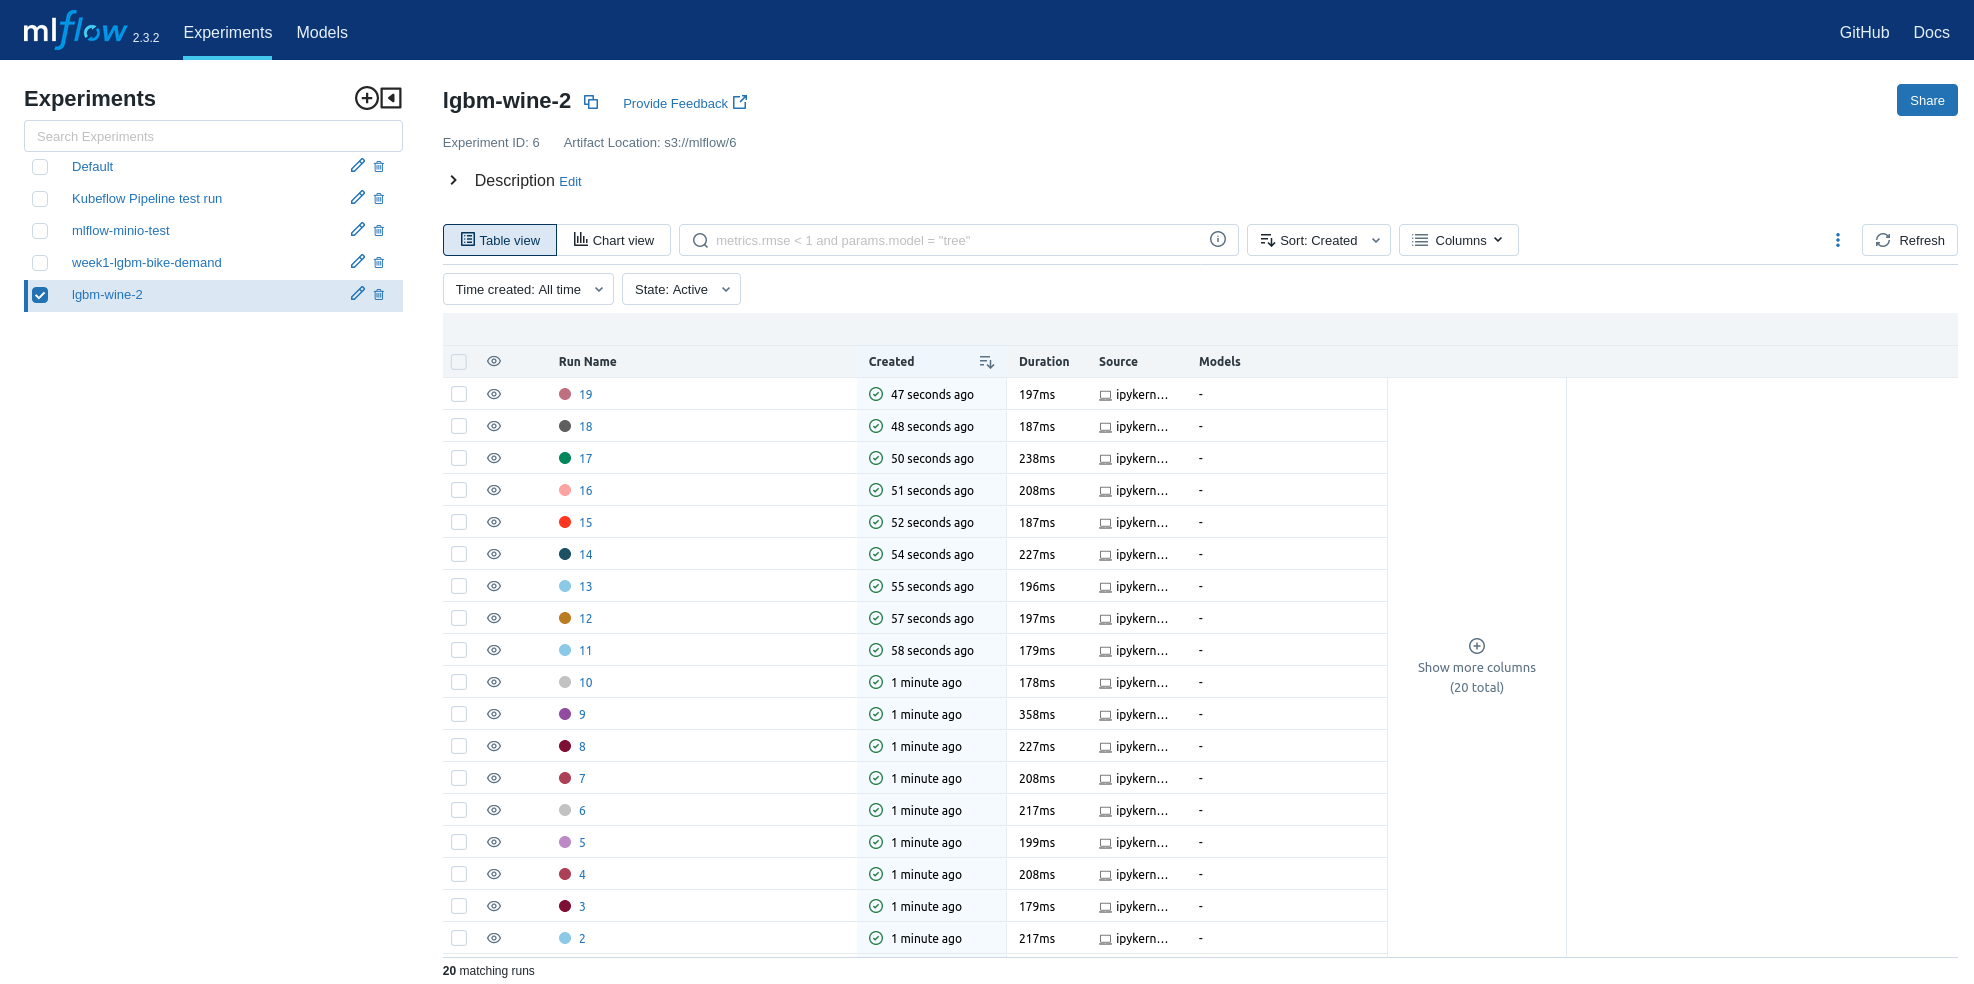 mlflow 2.3.2 Experiments Models GitHub Docs
Experiments
Search Experiments
Default
Kubeflow Pipeline test run
mlflow-minio-test
week1-lgbm-bike-demand
lgbm-wine-2
lgbm-wine-2 Provide Feedback Share
Experiment ID: 6 Artifact Location: s3://mlflow/6
Description Edit
Table view Chart view metrics.rmse < 1 and params.model = "tree" Sort: Created Columns Refresh
Time created: All time State: Active
Run Name Created Duration Source Models
19 47 seconds ago 197ms ipykern... -
18 48 seconds ago 187ms ipykern... -
17 50 seconds ago 238ms ipykern... -
16 51 seconds ago 208ms ipykern... -
15 52 seconds ago 187ms ipykern... -
14 54 seconds ago 227ms ipykern... -
13 55 seconds ago 196ms ipykern... -
12 57 seconds ago 197ms ipykern... -
11 58 seconds ago 179ms ipykern... -
10 1 minute ago 178ms ipykern... -
9 1 minute ago 358ms ipykern... -
8 1 minute ago 227ms ipykern... -
7 1 minute ago 208ms ipykern... -
6 1 minute ago 217ms ipykern... -
5 1 minute ago 199ms ipykern... -
4 1 minute ago 208ms ipykern... -
3 1 minute ago 179ms ipykern... -
2 1 minute ago 217ms ipykern... -
Show more columns
(20 total)
20 matching runs